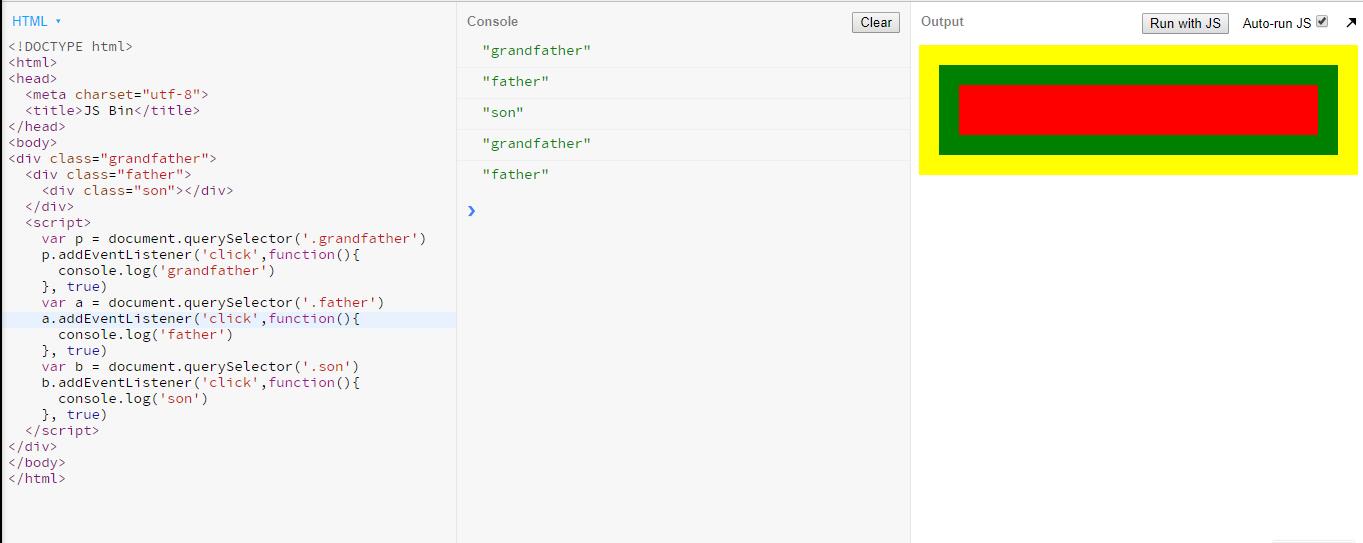 HTML ▾
<!DOCTYPE html>
<html>
<head>
  <meta charset="utf-8">
  <title>JS Bin</title>
</head>
<body>
<div class="grandfather">
  <div class="father">
    <div class="son"></div>
  </div>
  <script>
    var p = document.querySelector('.grandfather')
    p.addEventListener('click',function(){
      console.log('grandfather')
    }, true)
    var a = document.querySelector('.father')
    a.addEventListener('click',function(){
      console.log('father')
    }, true)
    var b = document.querySelector('.son')
    b.addEventListener('click',function(){
      console.log('son')
    }, true)
  </script>
</div>
</body>
</html>
Console
Clear
"grandfather"
"father"
"son"
"grandfather"
"father"
Output
Run with JS
Auto-run JS